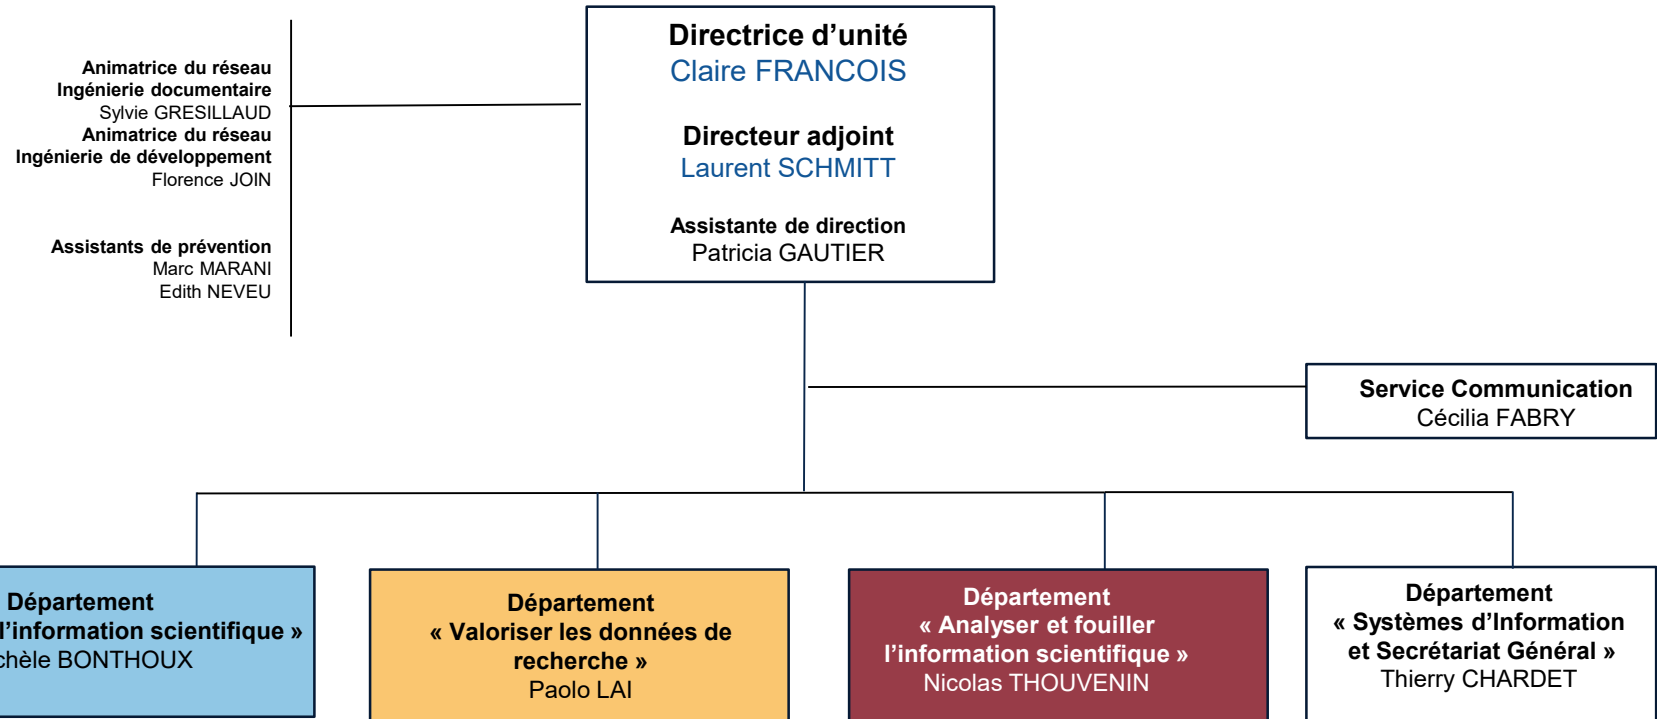 Animatrice du réseau
Ingénierie documentaire
Sylvie GRESILLAUD
Animatrice du réseau
Ingénierie de développement
Florence JOIN
Assistants de prévention
Marc MARANI
Edith NEVEU
Directrice d’unité
Claire FRANCOIS
Directeur adjoint
Laurent SCHMITT
Assistante de direction
Patricia GAUTIER
Service Communication
Cécilia FABRY
Département
l’information scientifique »
chèle BONTHOUX
Département
« Valoriser les données de
recherche »
Paolo LAI
Département
« Analyser et fouiller
l’information scientifique »
Nicolas THOUVENIN
Département
« Systèmes d’Information
et Secrétariat Général »
Thierry CHARDET